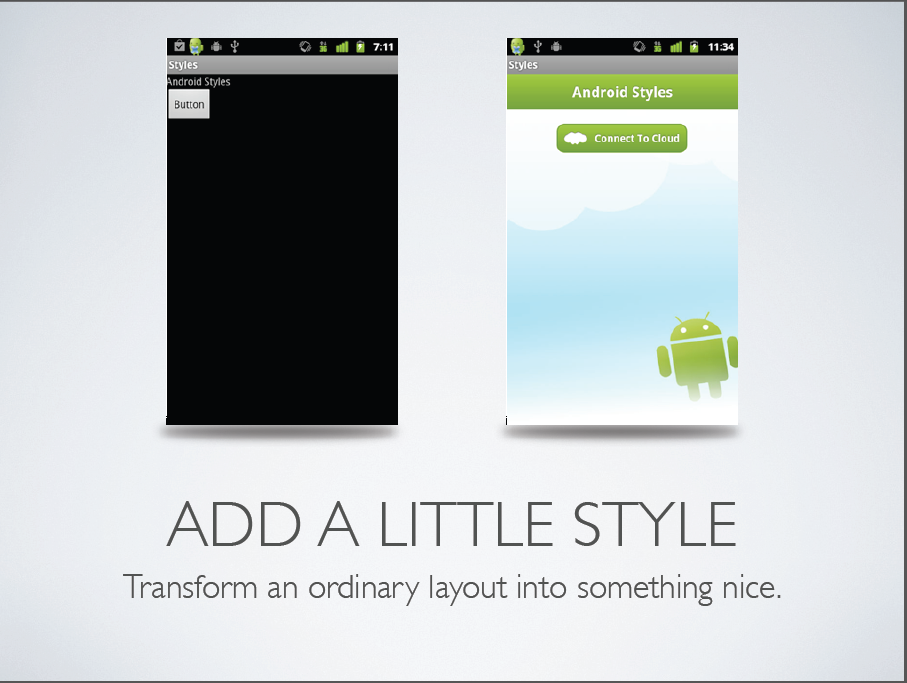 7:11
Styles
Android Styles
Button
11:34
Styles
Android Styles
Connect To Cloud
ADD A LITTLE STYLE
Transform an ordinary layout into something nice.